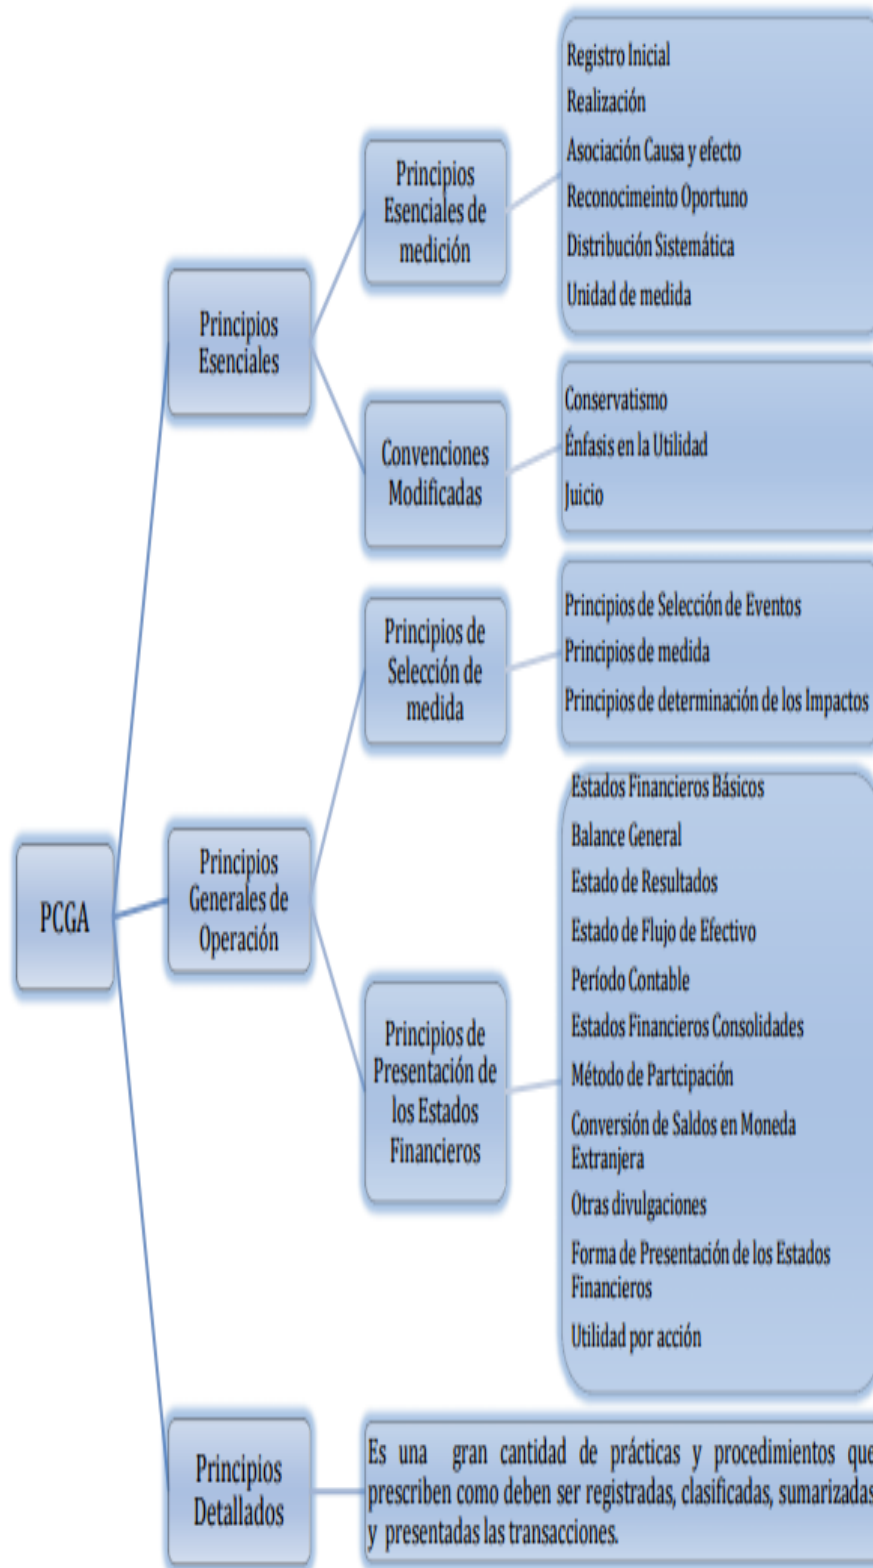 PCGA
Principios
Esenciales
Principios
Esenciales de
medición
Registro Inicial
Realización
Asociación Causa y efecto
Reconocimeinto Oportuno
Distribución Sistemática
Unidad de medida
Convenciones
Modificadas
Conservatismo
Énfasis en la Utilidad
Juicio
Principios
Generales de
Operación
Principios de
Selección de
medida
Principios de Selección de Eventos
Principios de medida
Principios de determinación de los Impactos
Principios de
Presentación de
los Estados
Financieros
Estados Financieros Básicos
Balance General
Estado de Resultados
Estado de Flujo de Efectivo
Período Contable
Estados Financieros Consolidades
Método de Partcipación
Conversión de Saldos en Moneda
Extranjera
Otras divulgaciones
Forma de Presentación de los Estados
Financieros
Utilidad por acción
Principios
Detallados
Es una gran cantidad de prácticas y procedimientos que
prescriben como deben ser registradas, clasificadas, sumarizadas
y presentadas las transacciones.